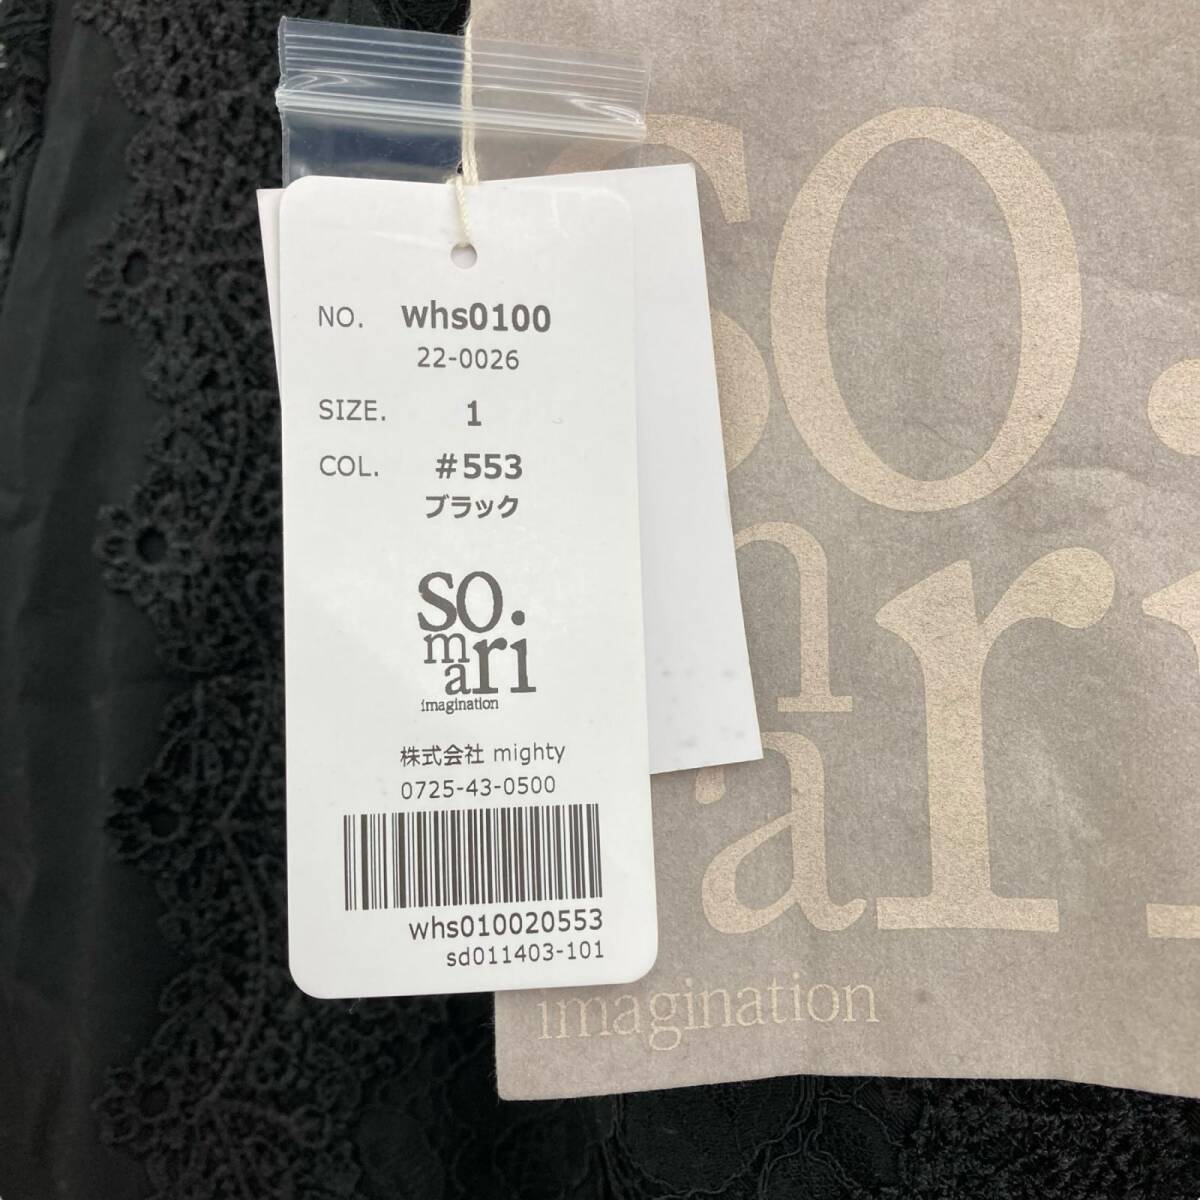 NO. whs0100
22-0026
SIZE. 1
COL. #553
ブラック
so.
mari
imagination
株式会社 mighty
0725-43-0500
whs010020553
sd011403-101
so.
mari
imagination